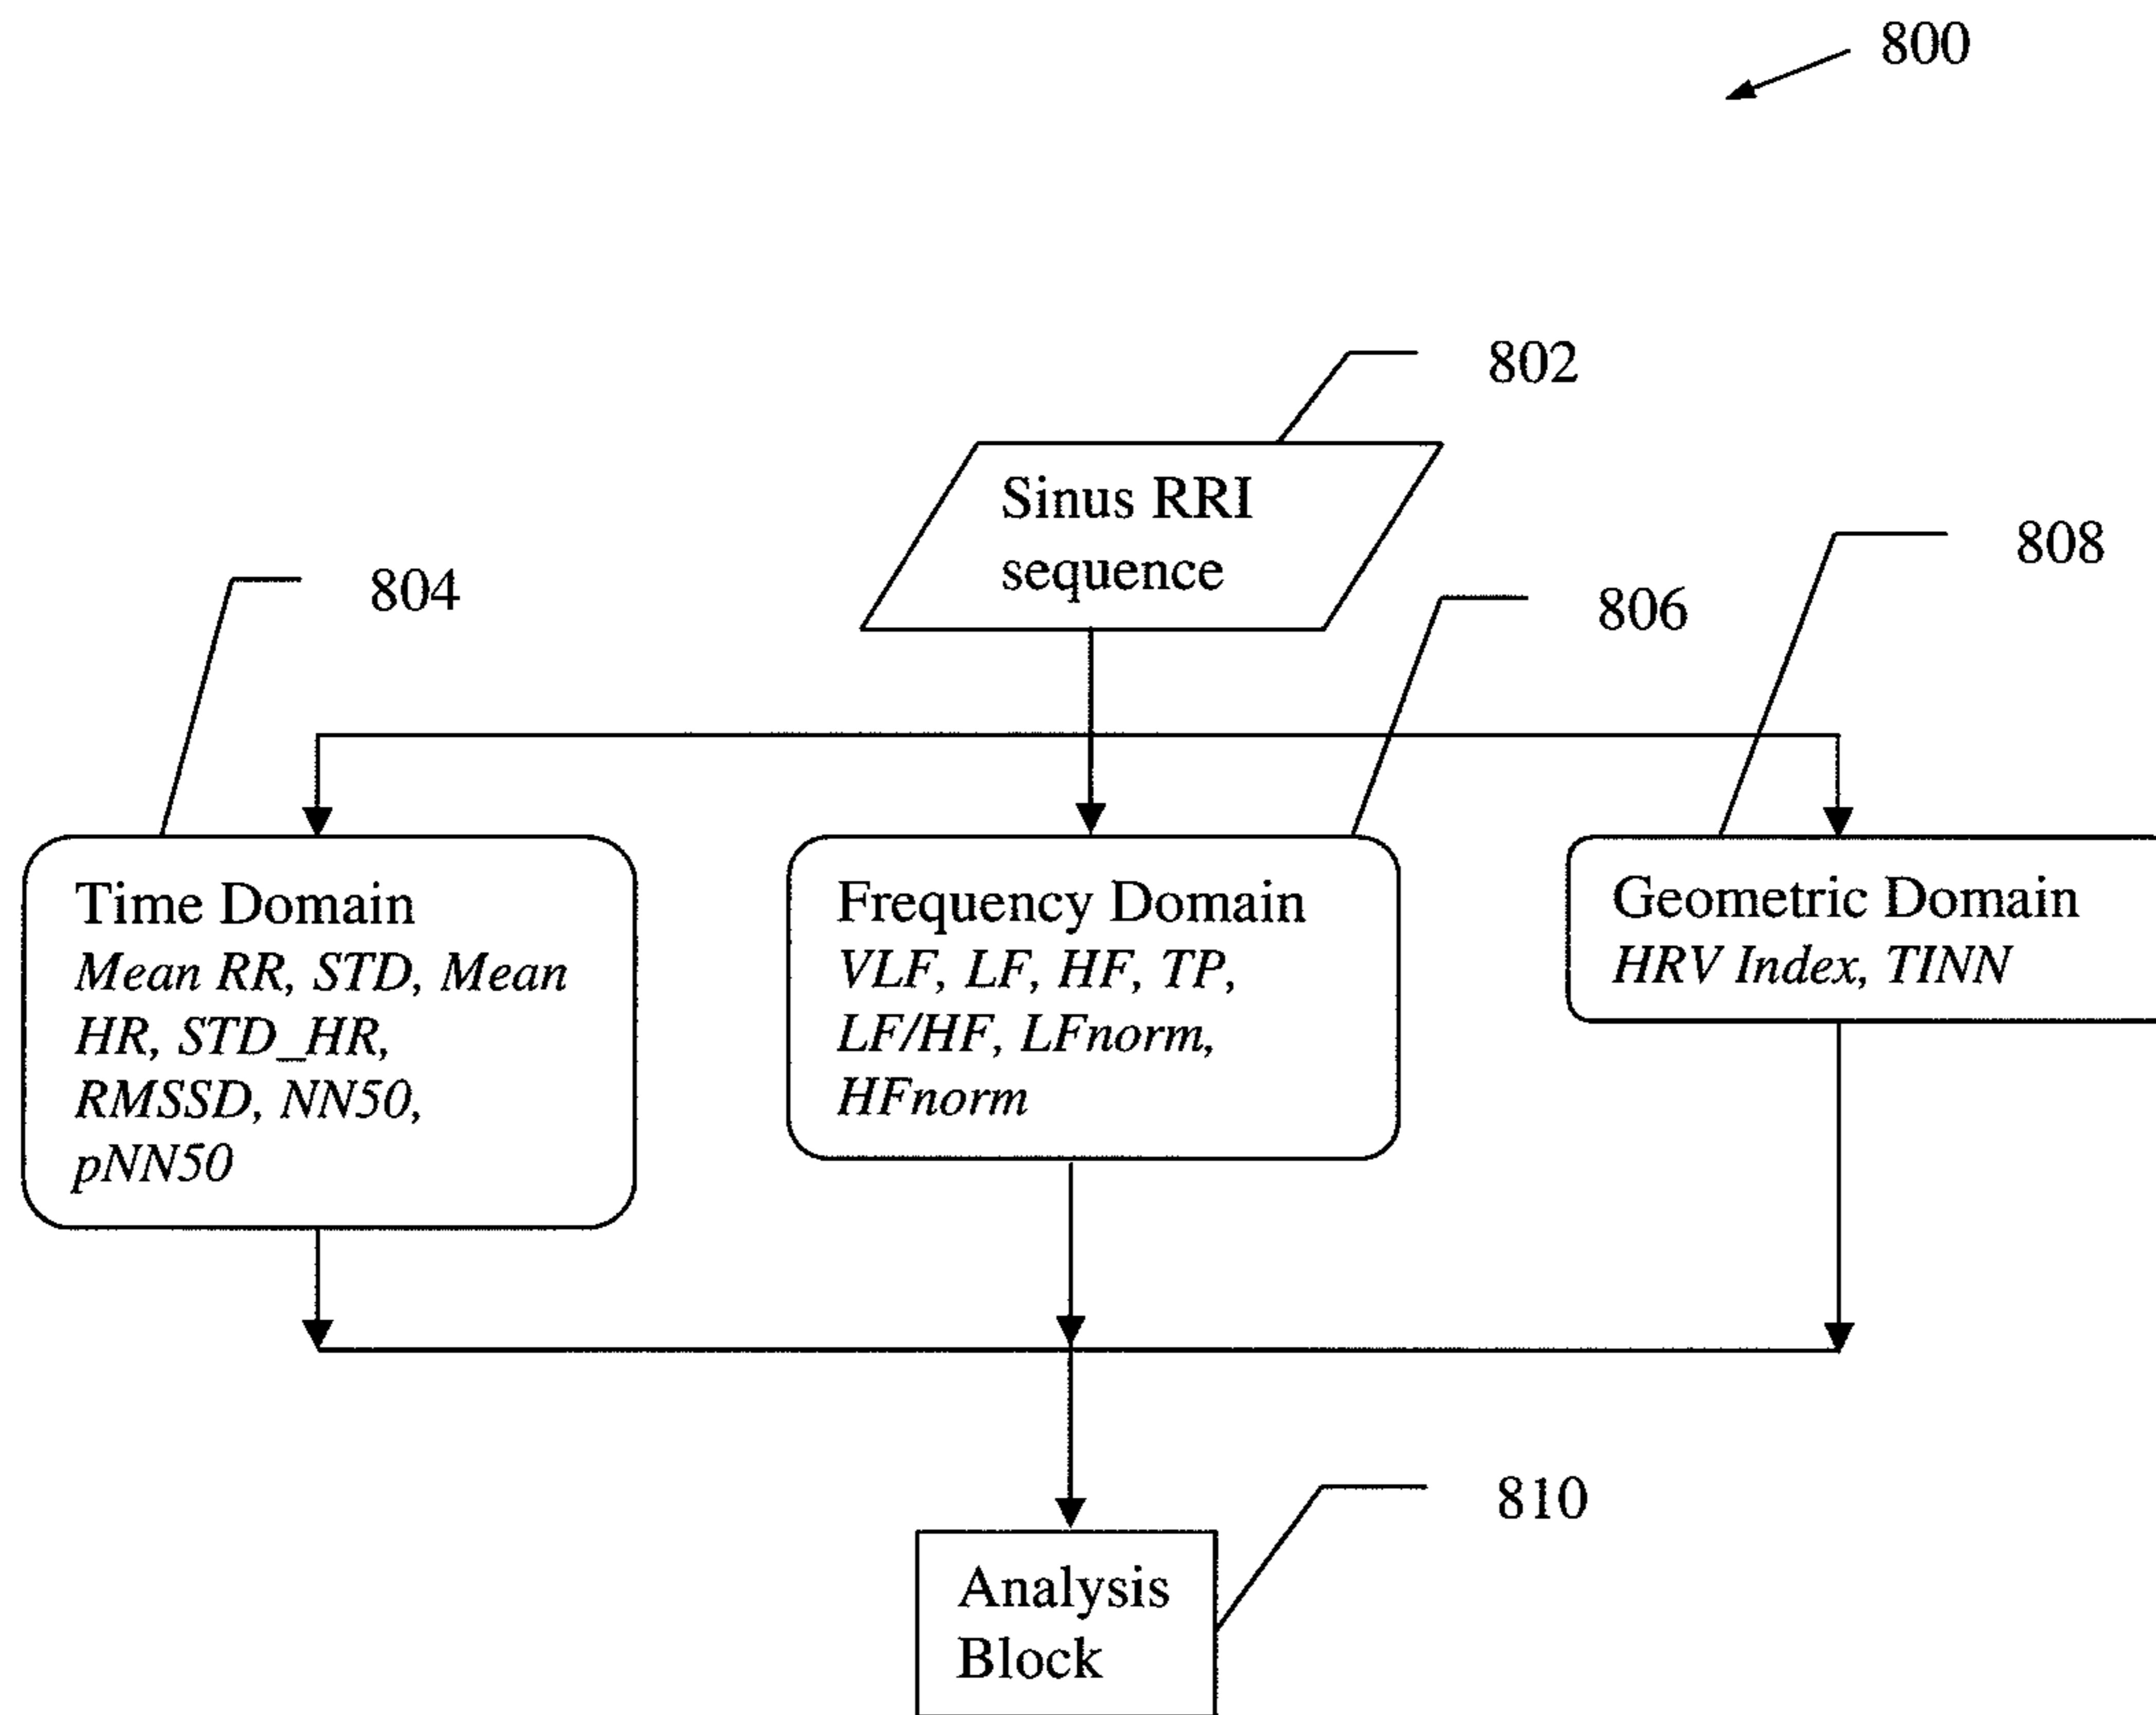 800
802
Sinus RRI
sequence
808
804
806
Time Domain
Mean RR, STD, Mean
HR, STD_HR,
RMSSD, NN50,
pNN50
Frequency Domain
VLF, LF, HF, TP,
LF/HF, LFnorm,
HFnorm
Geometric Domain
HRV Index, TINN
810
Analysis
Block